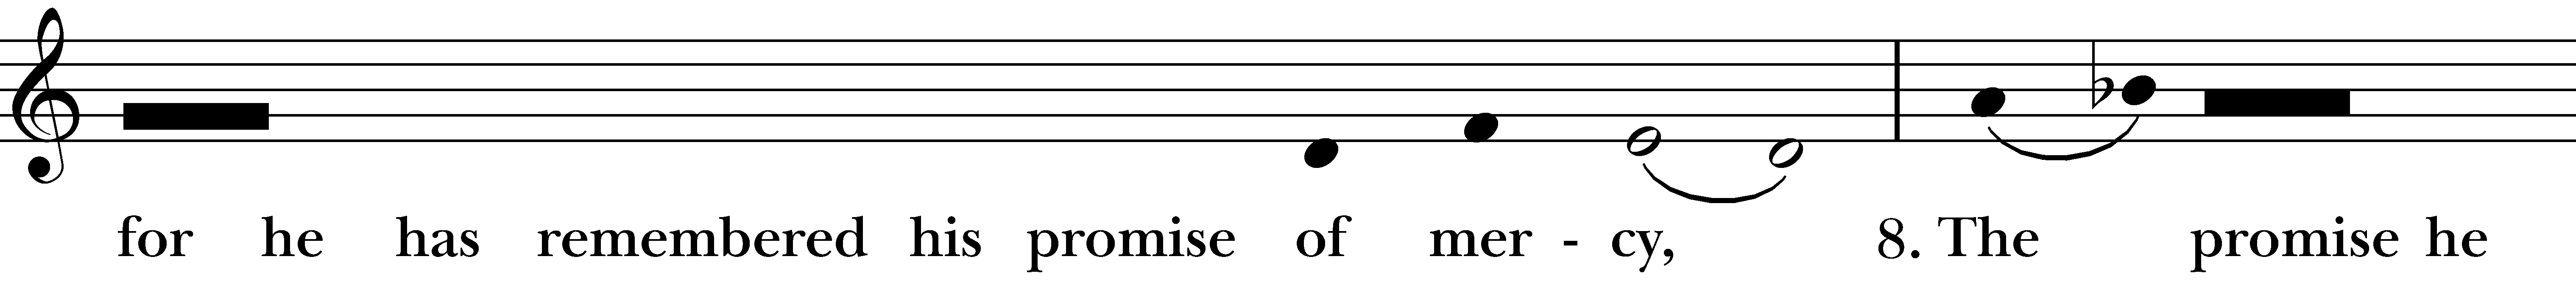 for he has remembered his promise of mer - cy, 8. The promise he